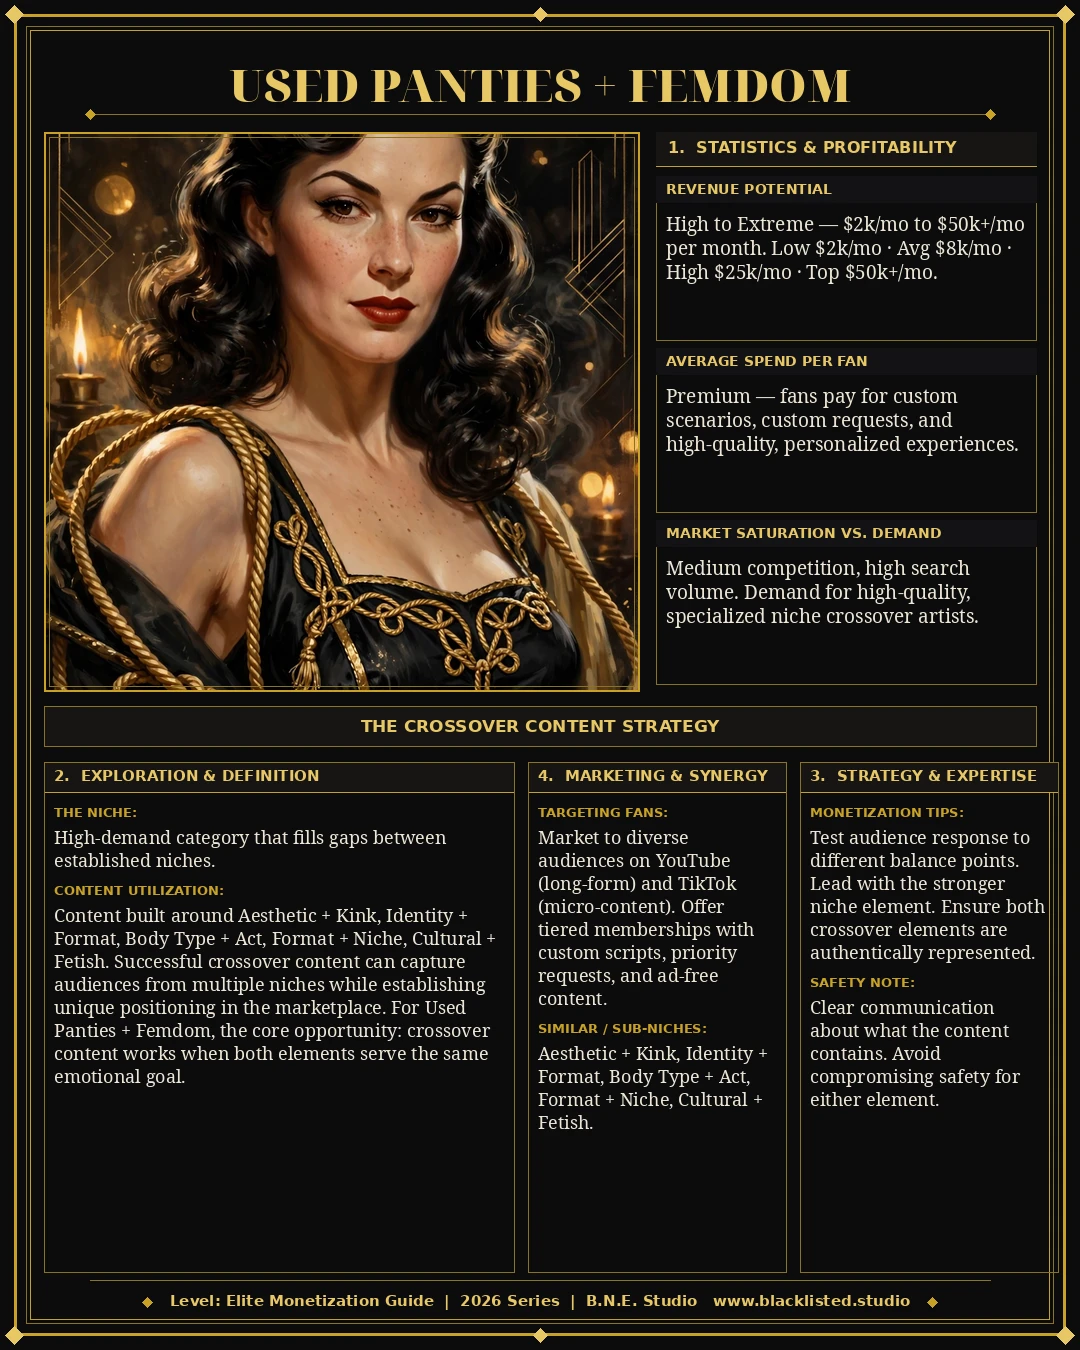 USED PANTIES + FEMDOM
1. STATISTICS & PROFITABILITY
REVENUE POTENTIAL
High to Extreme — $2k/mo to $50k+/mo
per month. Low $2k/mo · Avg $8k/mo ·
High $25k/mo · Top $50k+/mo.
AVERAGE SPEND PER FAN
Premium — fans pay for custom
scenarios, custom requests, and
high-quality, personalized experiences.
MARKET SATURATION VS. DEMAND
Medium competition, high search
volume. Demand for high-quality,
specialized niche crossover artists.
THE CROSSOVER CONTENT STRATEGY
2. EXPLORATION & DEFINITION
THE NICHE:
High-demand category that fills gaps between
established niches.
CONTENT UTILIZATION:
Content built around Aesthetic + Kink, Identity +
Format, Body Type + Act, Format + Niche, Cultural +
Fetish. Successful crossover content can capture
audiences from multiple niches while establishing
unique positioning in the marketplace. For Used
Panties + Femdom, the core opportunity: crossover
content works when both elements serve the same
emotional goal.
4. MARKETING & SYNERGY
TARGETING FANS:
Market to diverse
audiences on YouTube
(long-form) and TikTok
(micro-content). Offer
tiered memberships with
custom scripts, priority
requests, and ad-free
content.
SIMILAR / SUB-NICHES:
Aesthetic + Kink, Identity +
Format, Body Type + Act,
Format + Niche, Cultural +
Fetish.
3. STRATEGY & EXPERTISE
MONETIZATION TIPS:
Test audience response to
different balance points.
Lead with the stronger
niche element. Ensure both
crossover elements are
authentically represented.
SAFETY NOTE:
Clear communication
about what the content
contains. Avoid
compromising safety for
either element.
Level: Elite Monetization Guide | 2026 Series | B.N.E. Studio www.blacklisted.studio